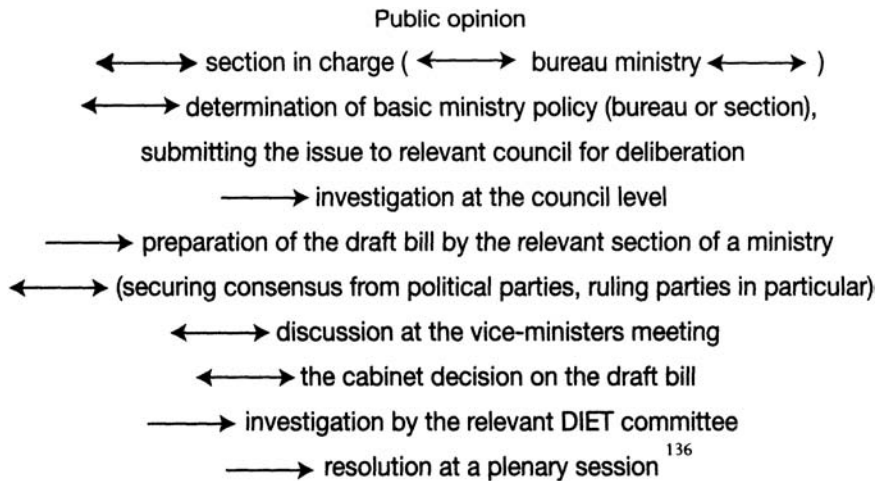 Public opinion
⟷ section in charge ( ⟷ bureau ministry ⟷ )
⟷ determination of basic ministry policy (bureau or section),
submitting the issue to relevant council for deliberation
⟶ investigation at the council level
⟶ preparation of the draft bill by the relevant section of a ministry
⟷ (securing consensus from political parties, ruling parties in particular)
⟷ discussion at the vice-ministers meeting
⟷ the cabinet decision on the draft bill
⟶ investigation by the relevant DIET committee
⟶ resolution at a plenary session 136